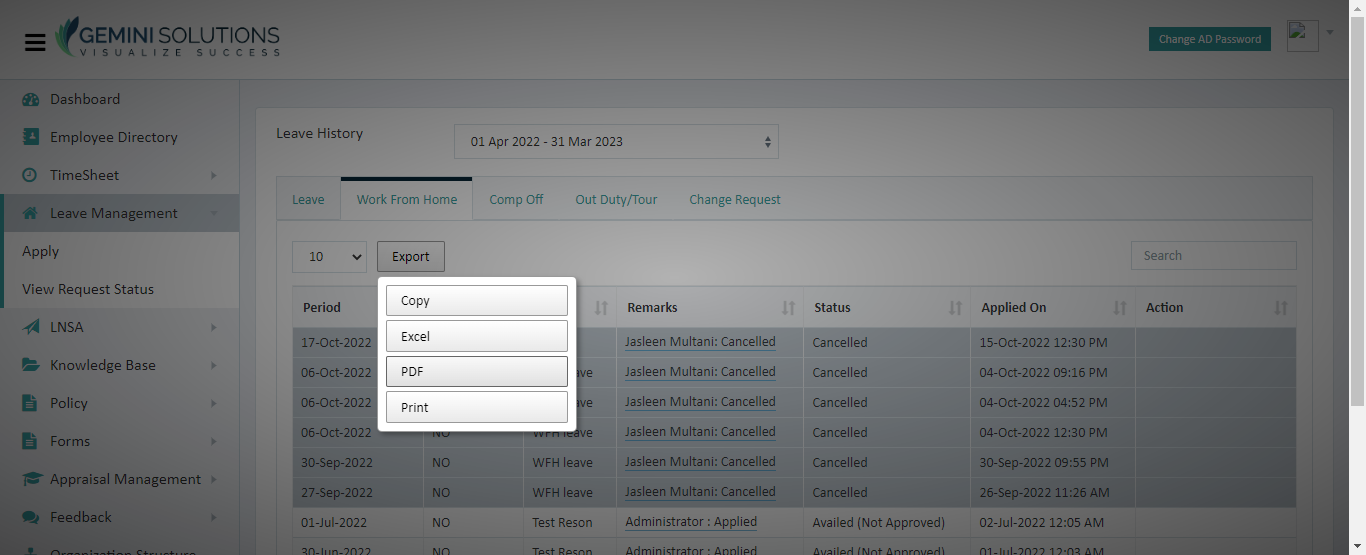 GEMINI SOLUTIONS
VISUALIZE SUCCESS
Change AD Password
Dashboard
Employee Directory
TimeSheet
Leave Management
Apply
View Request Status
LNSA
Knowledge Base
Policy
Forms
Appraisal Management
Feedback
Organization Structure
Leave History
01 Apr 2022 - 31 Mar 2023
Leave Work From Home Comp Off Out Duty/Tour Change Request
10 Export Search
Copy
Excel
PDF
Print
Period Remarks Status Applied On Action
17-Oct-2022 Jasleen Multani: Cancelled Cancelled 15-Oct-2022 12:30 PM
06-Oct-2022 ave Jasleen Multani: Cancelled Cancelled 04-Oct-2022 09:16 PM
06-Oct-2022 ave Jasleen Multani: Cancelled Cancelled 04-Oct-2022 04:52 PM
06-Oct-2022 NO WFH leave Jasleen Multani: Cancelled Cancelled 04-Oct-2022 12:30 PM
30-Sep-2022 NO WFH leave Jasleen Multani: Cancelled Cancelled 30-Sep-2022 09:55 PM
27-Sep-2022 NO WFH leave Jasleen Multani: Cancelled Cancelled 26-Sep-2022 11:26 AM
01-Jul-2022 NO Test Reson Administrator : Applied Availed (Not Approved) 02-Jul-2022 12:05 AM
30-Jun-2022 NO Test Reson Administrator : Applied Availed (Not Approved) 01-Jul-2022 12:03 AM